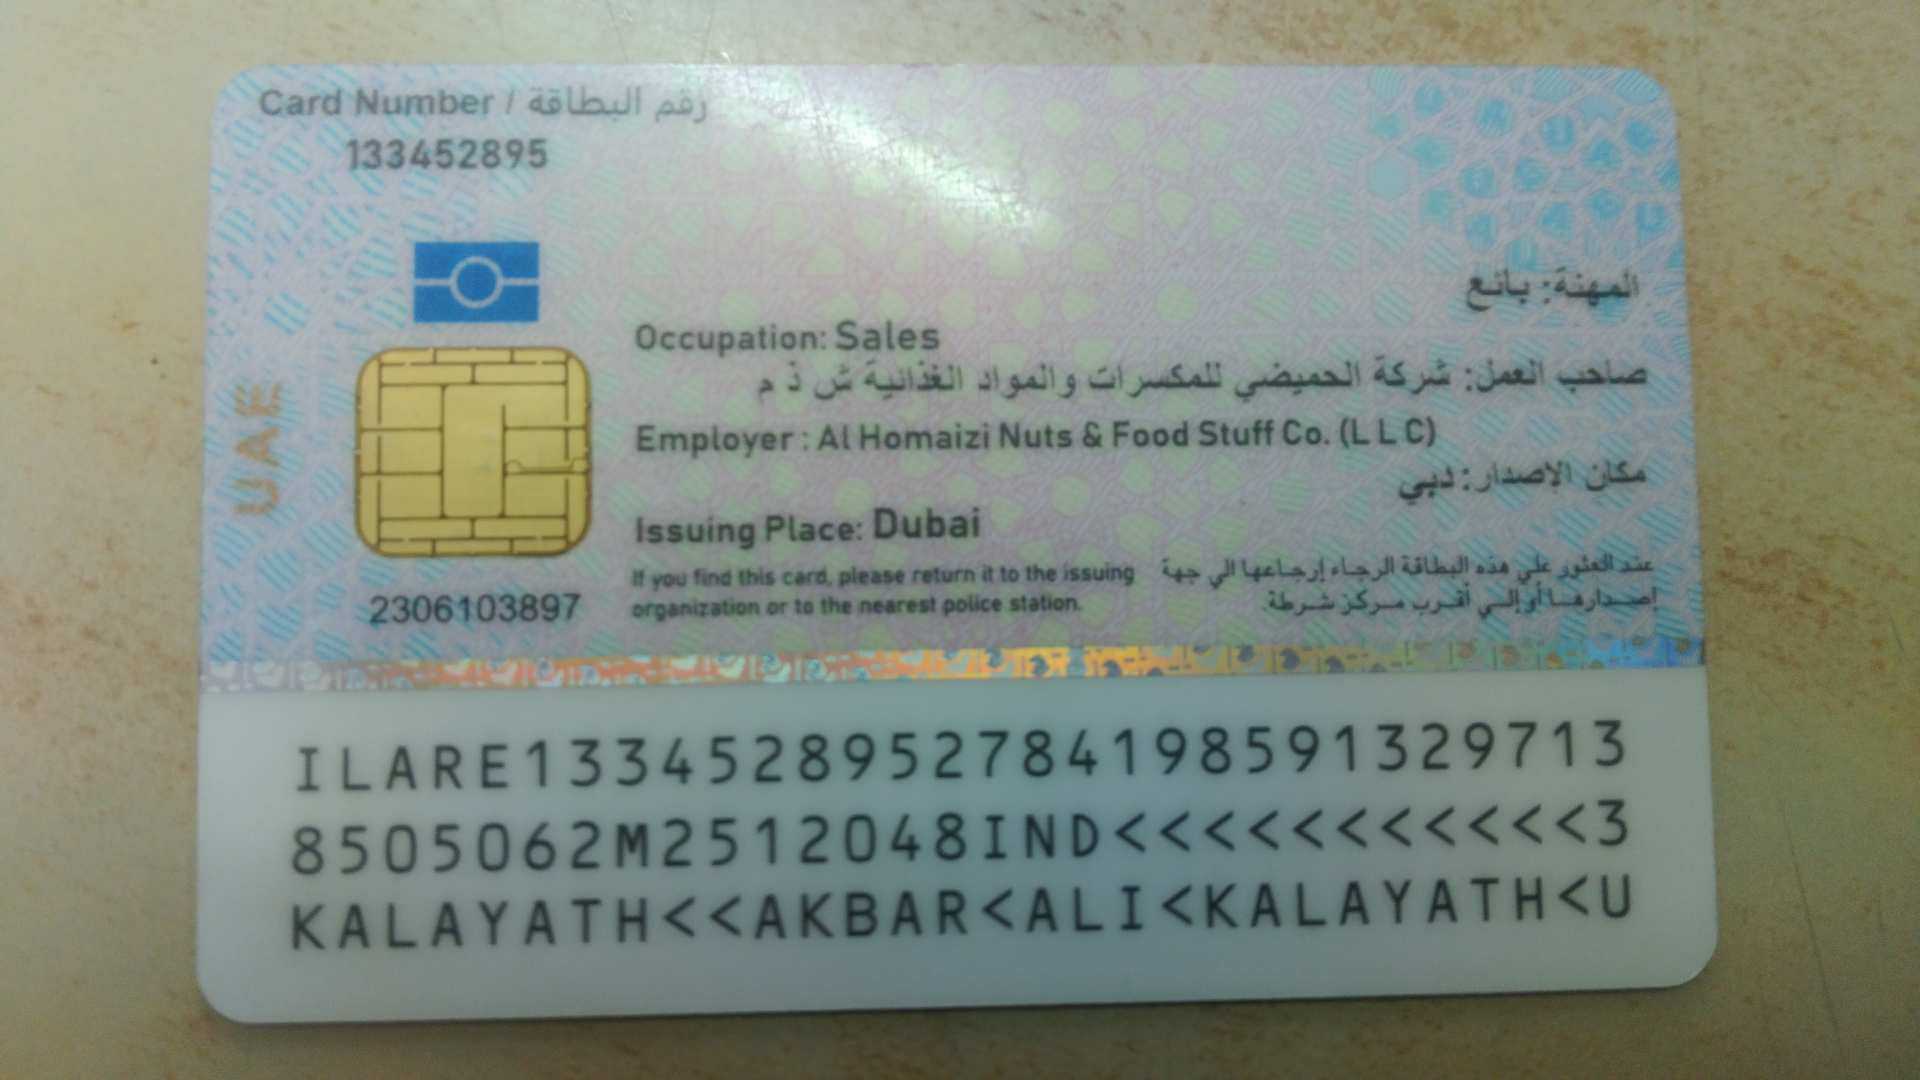 Card Number / رقم البطاقة
133452895
المهنة: بائع
Occupation: Sales
صاحب العمل: شركة الحميضي للمكسرات والمواد الغذائية ش ذ م
Employer : Al Homaizi Nuts & Food Stuff Co. (L L C)
مكان الإصدار: دبي
Issuing Place: Dubai
If you find this card, please return it to the issuing
organization or to the nearest police station.
عند العثور علي هذه البطاقة الرجاء إرجاعها الي جهة
إصدارها أو إلي أقرب مركز شرطة.
UAE
2306103897
ILARE1334528952784198591329713
8505062M2512048IND<<<<<<<<<<<3
KALAYATH<<AKBAR<ALI<KALAYATH<U